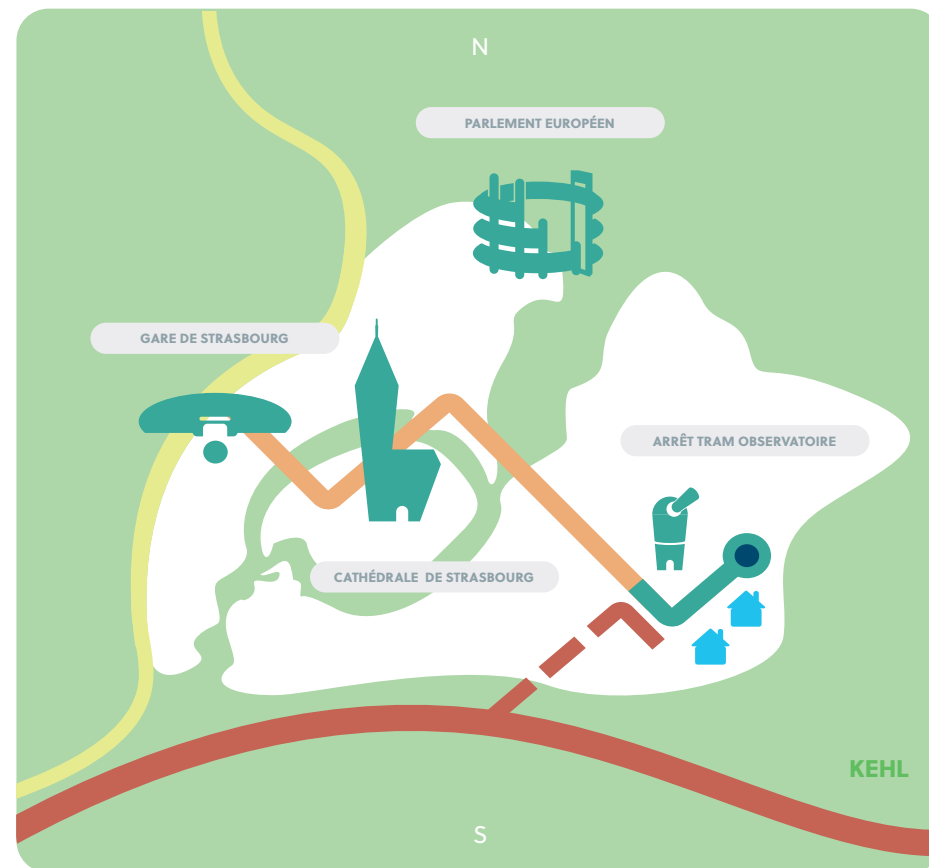 N
PARLEMENT EUROPÉEN
GARE DE STRASBOURG
ARRÊT TRAM OBSERVATOIRE
CATHÉDRALE DE STRASBOURG
KEHL
S